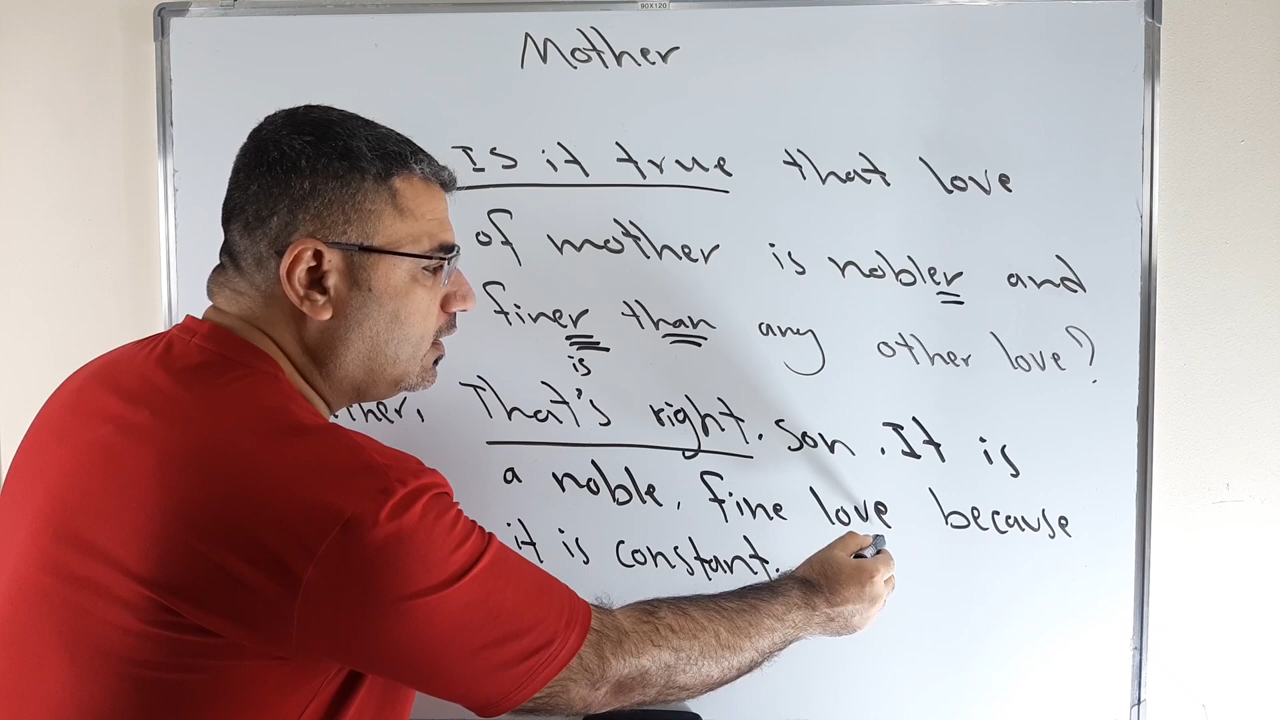 90X120
Mother
Is it true that love
of mother is nobler and
finer than any other love?
is
ther, That's right. son. It is
a noble, fine love because
it is constant.